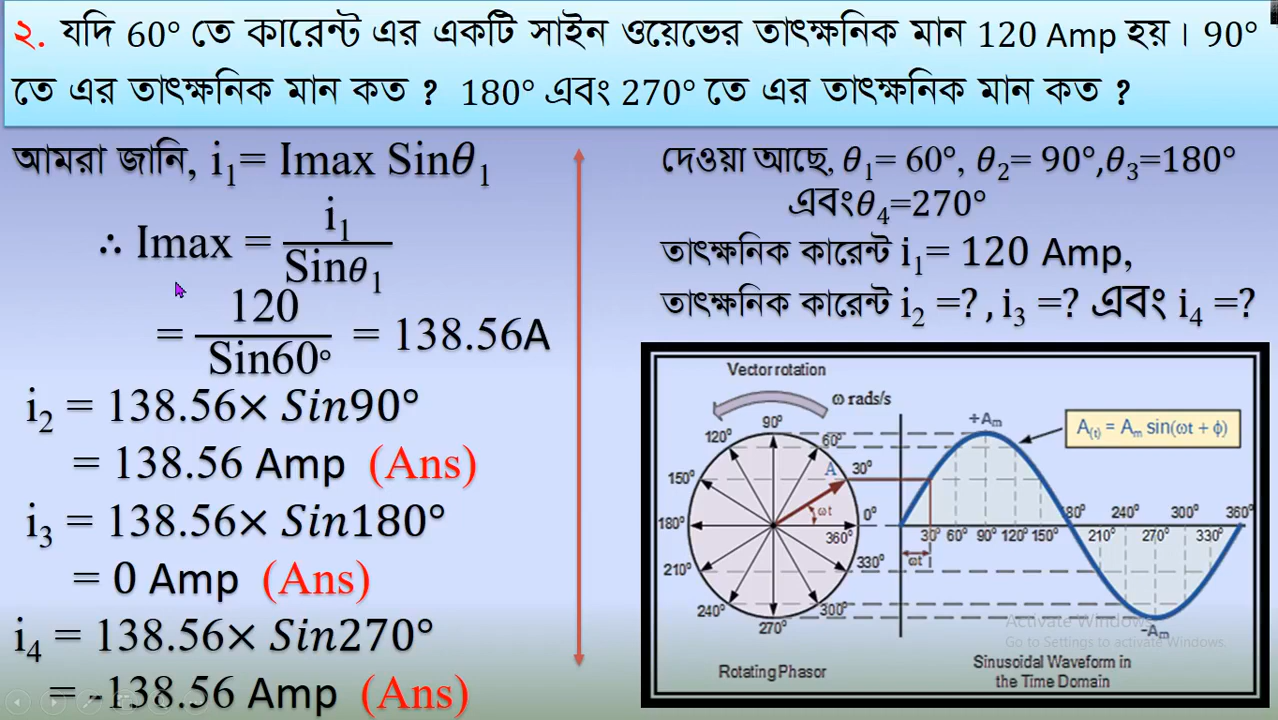 ২. যদি 60° তে কারেন্ট এর একটি সাইন ওয়েভের তাৎক্ষনিক মান 120 Amp হয়। 90°
তে এর তাৎক্ষনিক মান কত ? 180° এবং 270° তে এর তাৎক্ষনিক মান কত ?
আমরা জানি, i₁= Imax Sinθ₁
∴ Imax = i₁/Sinθ₁
= 120/Sin60° = 138.56A
i₂ = 138.56× Sin90°
= 138.56 Amp (Ans)
i₃ = 138.56× Sin180°
= 0 Amp (Ans)
i₄ = 138.56× Sin270°
= -138.56 Amp (Ans)
দেওয়া আছে, θ₁= 60°, θ₂= 90°,θ₃=180°
এবংθ₄=270°
তাৎক্ষনিক কারেন্ট i₁= 120 Amp,
তাৎক্ষনিক কারেন্ট i₂ =? , i₃ =? এবং i₄ =?
Vector rotation
ω rads/s
90°
120°
60°
150°
A
30°
ωt
180°
0°
360°
210°
330°
240°
300°
270°
Rotating Phasor
+Aₘ
A₍t₎ = Aₘ sin(ωt + ϕ)
180° 240° 300° 360°
30° 60° 90° 120° 150° 210° 270° 330°
ωt
-Aₘ
Sinusoidal Waveform in
the Time Domain
Activate Windows
Go to Settings to activate Windows.